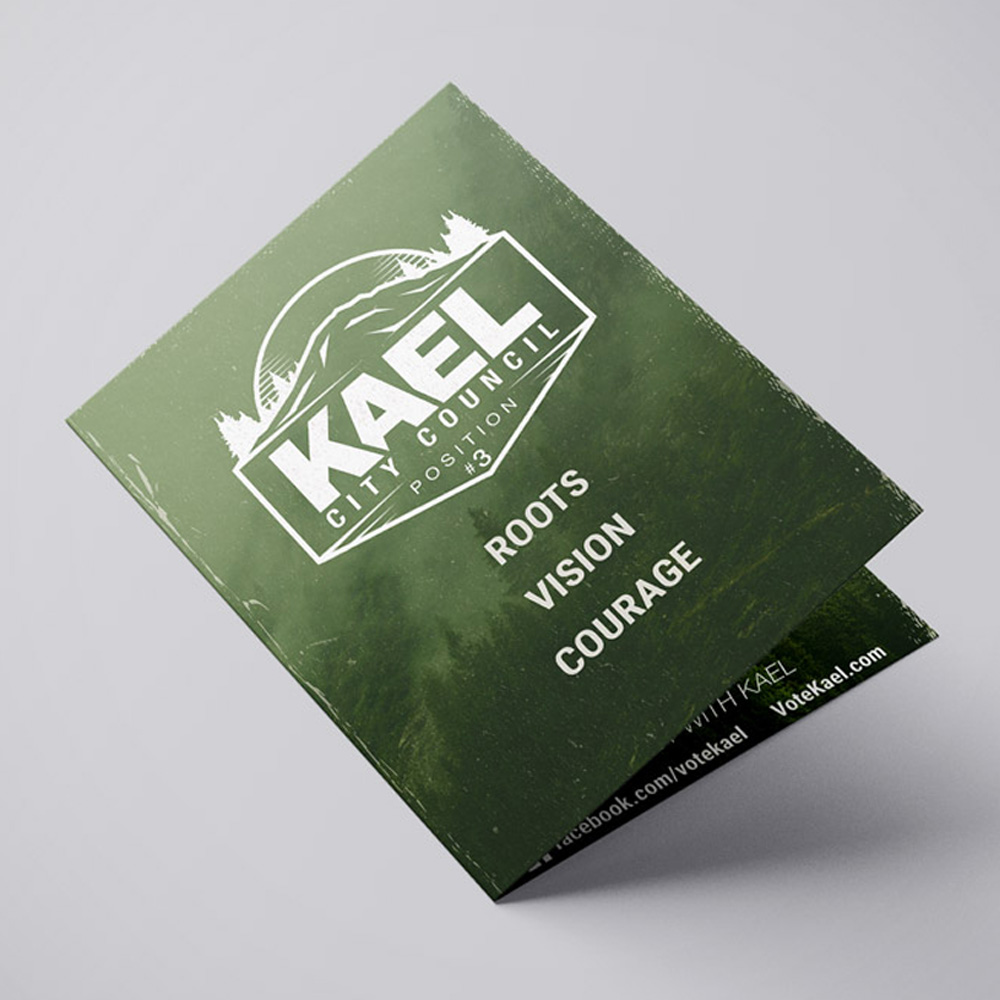 KAEL
CITY COUNCIL
POSITION
#3
ROOTS
VISION
COURAGE
WITH KAEL
facebook.com/votekael
VoteKael.com